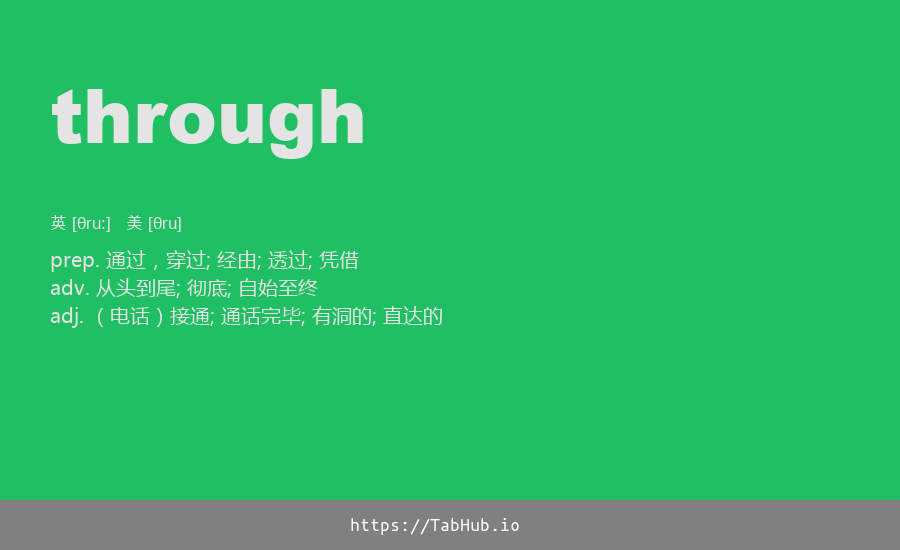 through
英 [θruː] 美 [θru]
prep. 通过，穿过; 经由; 透过; 凭借
adv. 从头到尾; 彻底; 自始至终
adj. （电话）接通; 通话完毕; 有洞的; 直达的
https://TabHub.io